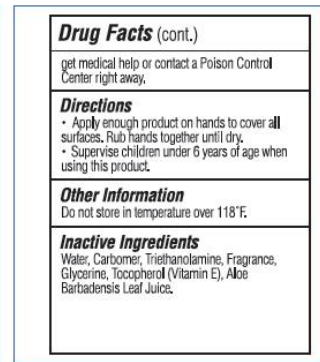 Drug Facts (cont.)
get medical help or contact a Poison Control
Center right away.
Directions
• Apply enough product on hands to cover all
surfaces. Rub hands together until dry.
• Supervise children under 6 years of age when
using this product.
Other Information
Do not store in temperature over 118°F.
Inactive Ingredients
Water, Carbomer, Triethanolamine, Fragrance,
Glycerine, Tocopherol (Vitamin E), Aloe
Barbadensis Leaf Juice.